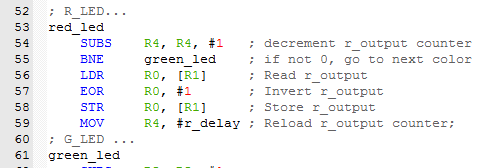 52 ; R_LED...
53 red_led
54 SUBS R4, R4, #1 ; decrement r_output counter
55 BNE green_led ; if not 0, go to next color
56 LDR R0, [R1] ; Read r_output
57 EOR R0, #1 ; Invert r_output
58 STR R0, [R1] ; Store r_output
59 MOV R4, #r_delay ; Reload r_output counter;
60 ; G_LED ...
61 green_led